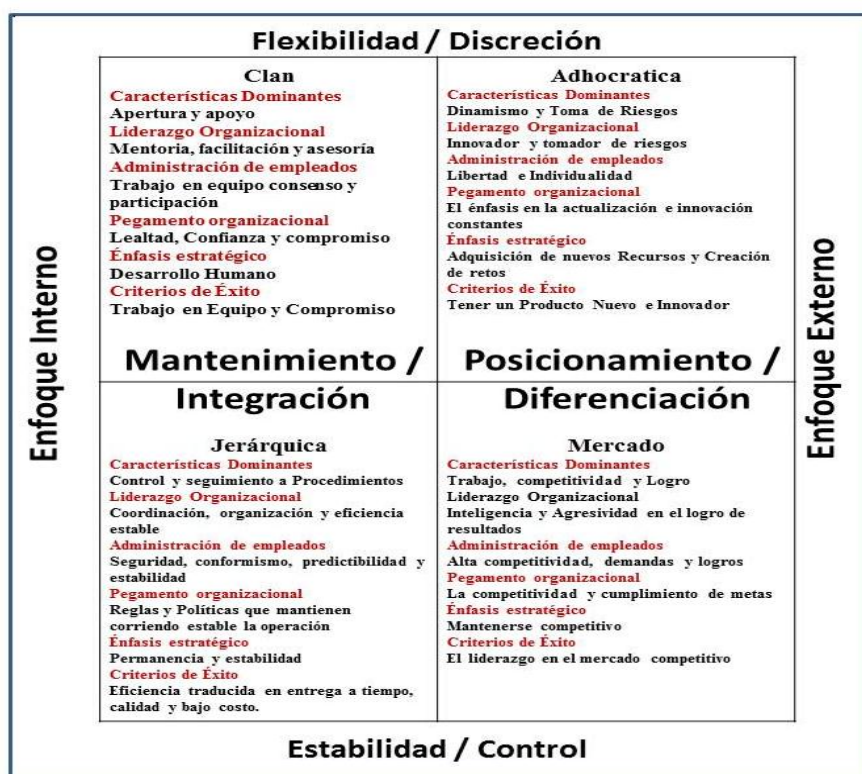 Flexibilidad / Discreción
Enfoque Interno
Clan
Características Dominantes
Apertura y apoyo
Liderazgo Organizacional
Mentoria, facilitación y asesoría
Administración de empleados
Trabajo en equipo consenso y
participación
Pegamento organizacional
Lealtad, Confianza y compromiso
Énfasis estratégico
Desarrollo Humano
Criterios de Éxito
Trabajo en Equipo y Compromiso
Adhocratica
Características Dominantes
Dinamismo y Toma de Riesgos
Liderazgo Organizacional
Innovador y tomador de riesgos
Administración de empleados
Libertad e Individualidad
Pegamento organizacional
El énfasis en la actualización e innovación
constantes
Énfasis estratégico
Adquisición de nuevos Recursos y Creación
de retos
Criterios de Éxito
Tener un Producto Nuevo e Innovador
Enfoque Externo
Mantenimiento /
Integración
Posicionamiento /
Diferenciación
Jerárquica
Características Dominantes
Control y seguimiento a Procedimientos
Liderazgo Organizacional
Coordinación, organización y eficiencia
estable
Administración de empleados
Seguridad, conformismo, predictibilidad y
estabilidad
Pegamento organizacional
Reglas y Políticas que mantienen
corriendo estable la operación
Énfasis estratégico
Permanencia y estabilidad
Criterios de Éxito
Eficiencia traducida en entrega a tiempo,
calidad y bajo costo.
Mercado
Características Dominantes
Trabajo, competitividad y Logro
Liderazgo Organizacional
Inteligencia y Agresividad en el logro de
resultados
Administración de empleados
Alta competitividad, demandas y logros
Pegamento organizacional
La competitividad y cumplimiento de metas
Énfasis estratégico
Mantenerse competitivo
Criterios de Éxito
El liderazgo en el mercado competitivo
Estabilidad / Control